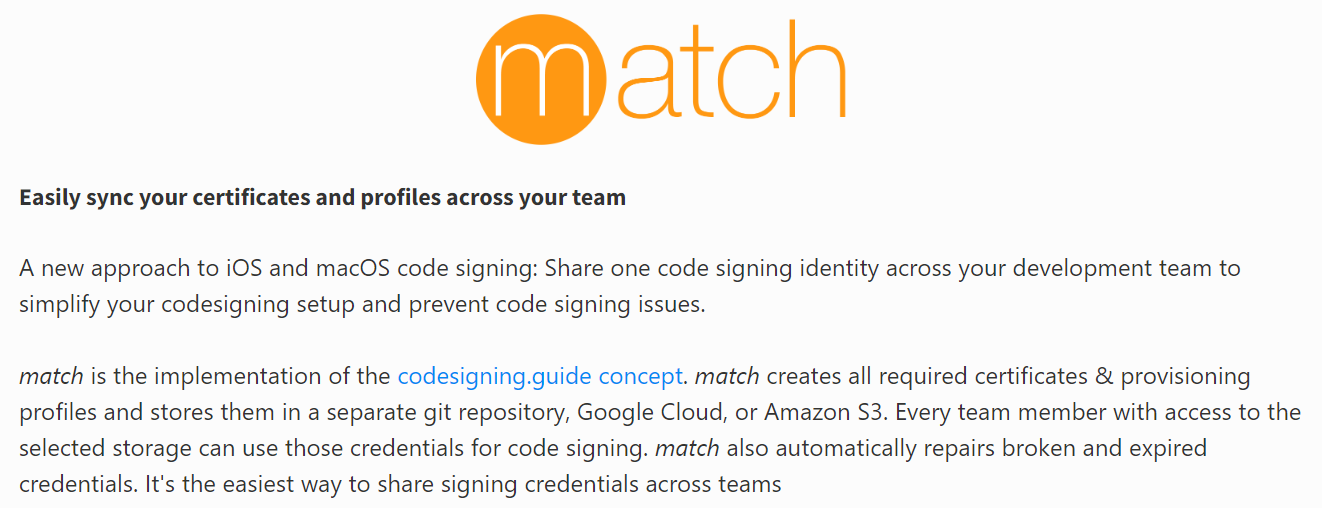 match
Easily sync your certificates and profiles across your team
A new approach to iOS and macOS code signing: Share one code signing identity across your development team to
simplify your codesigning setup and prevent code signing issues.
match is the implementation of the codesigning.guide concept. match creates all required certificates & provisioning
profiles and stores them in a separate git repository, Google Cloud, or Amazon S3. Every team member with access to the
selected storage can use those credentials for code signing. match also automatically repairs broken and expired
credentials. It's the easiest way to share signing credentials across teams